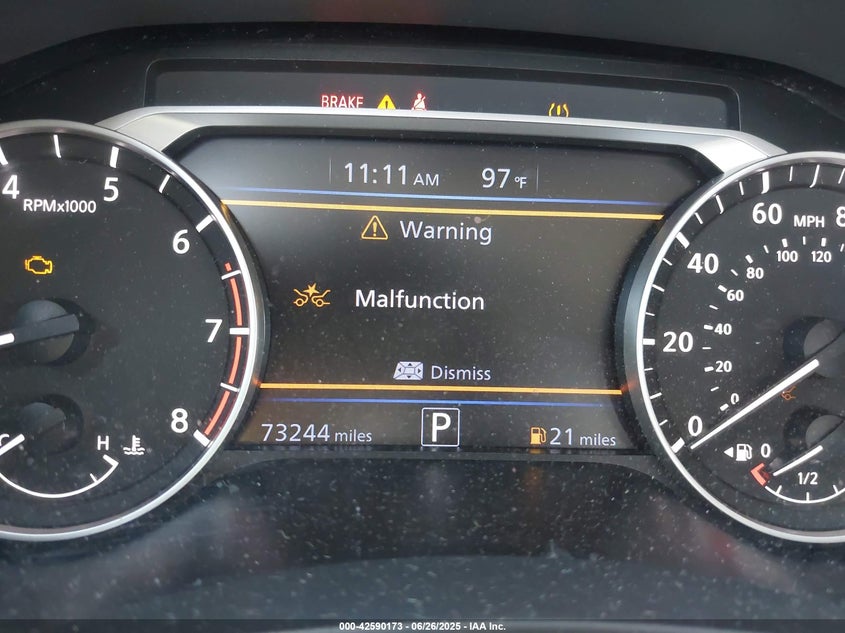 BRAKE
11:11 AM 97 °F
4 5 6 7 8
RPMx1000
Warning
Malfunction
Dismiss
73244 miles P 21 miles
C H
0 20 40 60 8
MPH
0 20 40 60 80 100 120
0 1/2
000-42590173 - 06/26/2025 - IAA Inc.